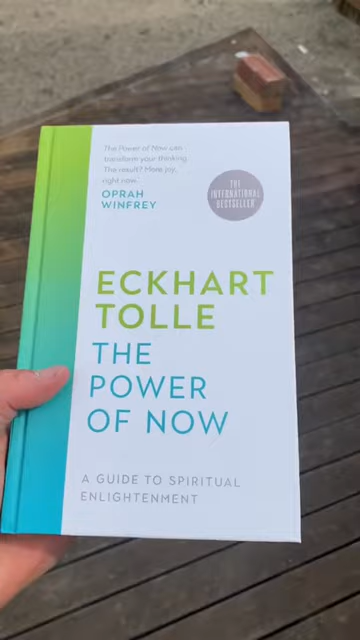 The Power of Now can
transform your thinking.
The result? More joy,
right now.
OPRAH
WINFREY
THE
INTERNATIONAL
BESTSELLER
ECKHART
TOLLE
THE
POWER
OF NOW
A GUIDE TO SPIRITUAL
ENLIGHTENMENT